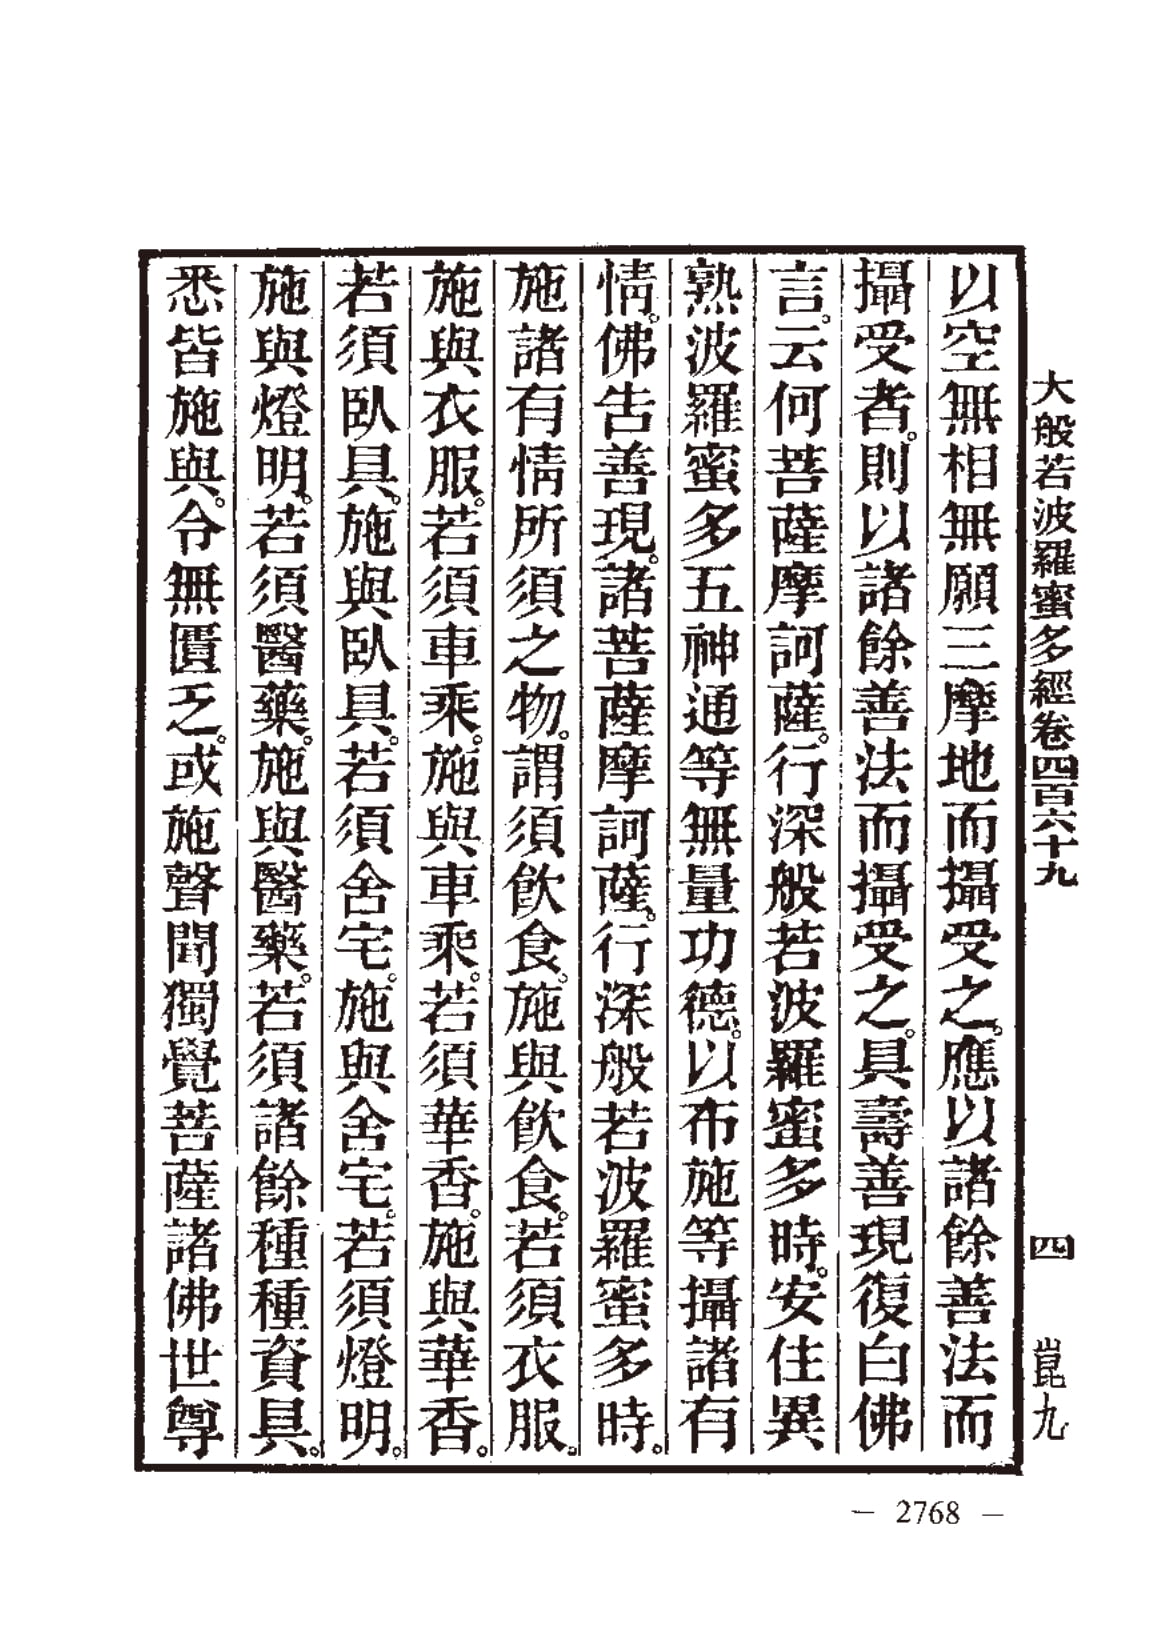 大般若波羅蜜多經卷四百六十九　四　崑九
以空無相無願三摩地而攝受之。應以諸餘善法而
攝受者。則以諸餘善法而攝受之。具壽善現復白佛
言。云何菩薩摩訶薩。行深般若波羅蜜多時。安住異
熟波羅蜜多五神通等無量功德。以布施等攝諸有
情。佛告善現。諸菩薩摩訶薩。行深般若波羅蜜多時。
施諸有情所須之物。謂須飲食。施與飲食。若須衣服。
施與衣服。若須車乘。施與車乘。若須華香。施與華香。
若須臥具。施與臥具。若須舍宅。施與舍宅。若須燈明。
施與燈明。若須醫藥。施與醫藥。若須諸餘種種資具。
悉皆施與。令無匱乏。或施聲聞獨覺菩薩諸佛世尊
— 2768 —